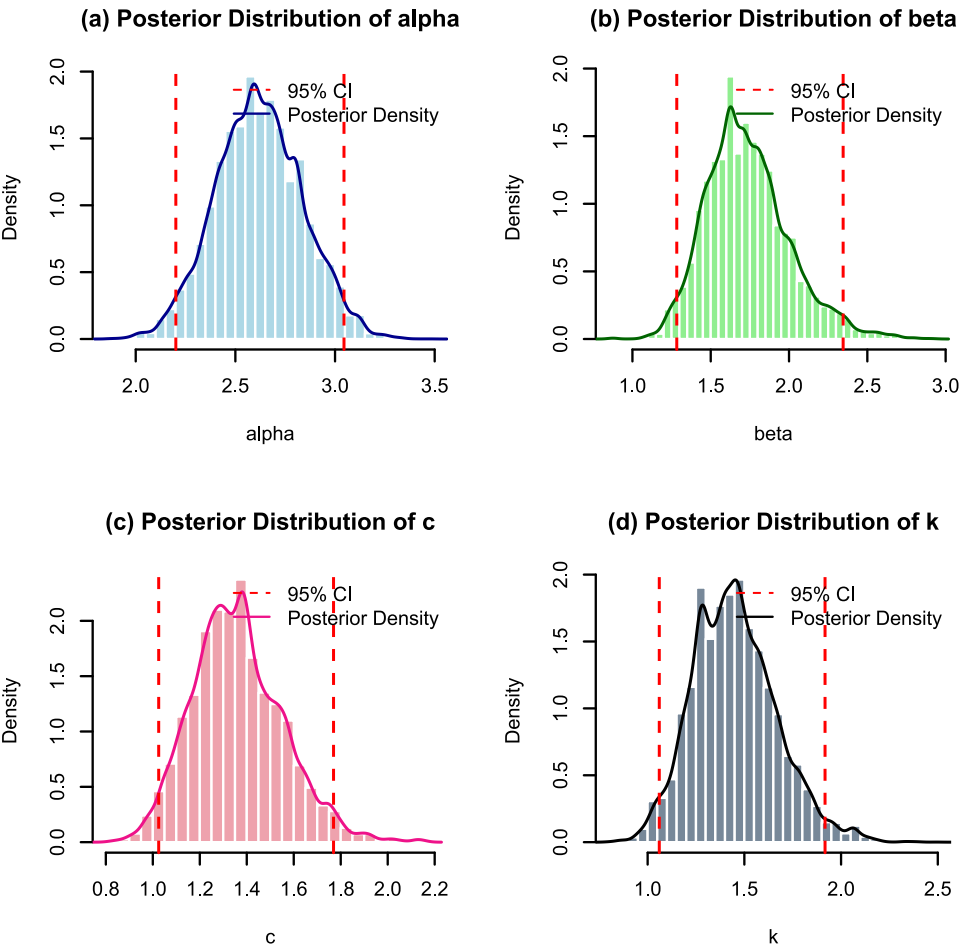 (a) Posterior Distribution of alpha
Density
0.0 0.5 1.0 1.5 2.0
95% CI
Posterior Density
2.0 2.5 3.0 3.5
alpha
(b) Posterior Distribution of beta
Density
0.0 0.5 1.0 1.5 2.0
95% CI
Posterior Density
1.0 1.5 2.0 2.5 3.0
beta
(c) Posterior Distribution of c
Density
0.0 0.5 1.0 1.5 2.0
95% CI
Posterior Density
0.8 1.0 1.2 1.4 1.6 1.8 2.0 2.2
c
(d) Posterior Distribution of k
Density
0.0 0.5 1.0 1.5 2.0
95% CI
Posterior Density
1.0 1.5 2.0 2.5
k